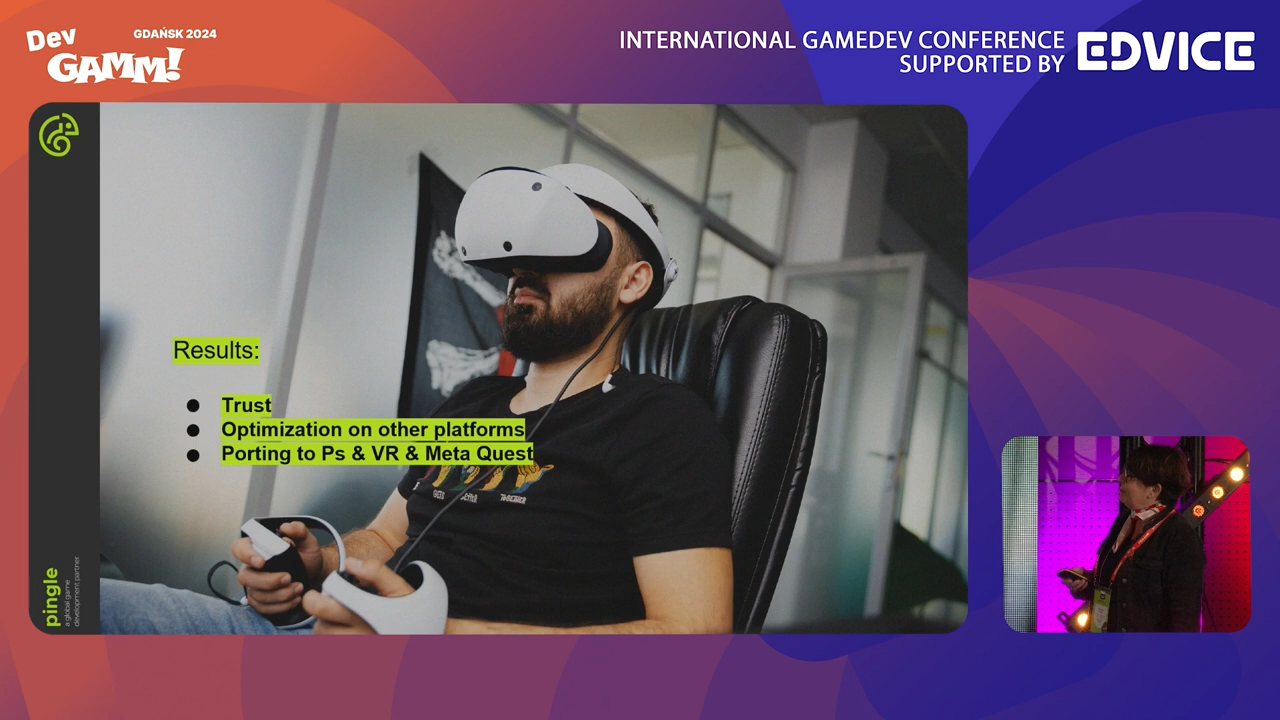 Dev
GAMM!
GDAŃSK 2024
INTERNATIONAL GAMEDEV CONFERENCE
SUPPORTED BY
EDVICE
Results:
Trust
Optimization on other platforms
Porting to Ps & VR & Meta Quest
pingle
a global game
development partner